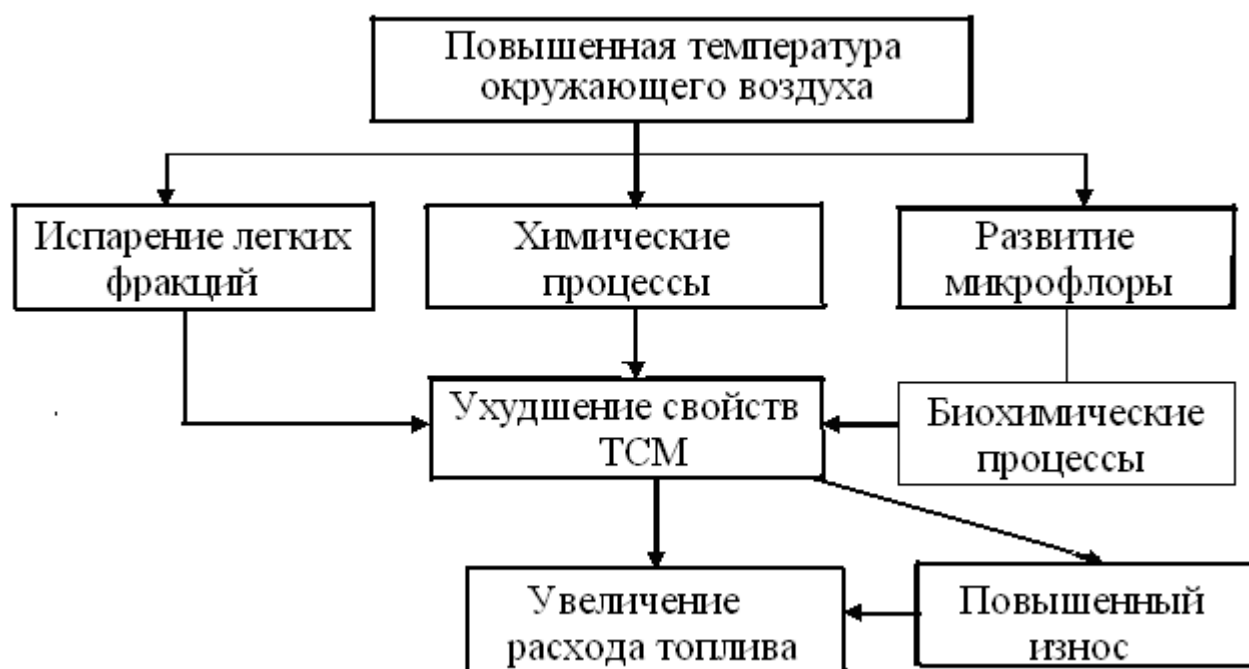 Повышенная температура
окружающего воздуха
Испарение легких
фракций
Химические
процессы
Развитие
микрофлоры
Ухудшение свойств
ТСМ
Биохимические
процессы
Увеличение
расхода топлива
Повышенный
износ